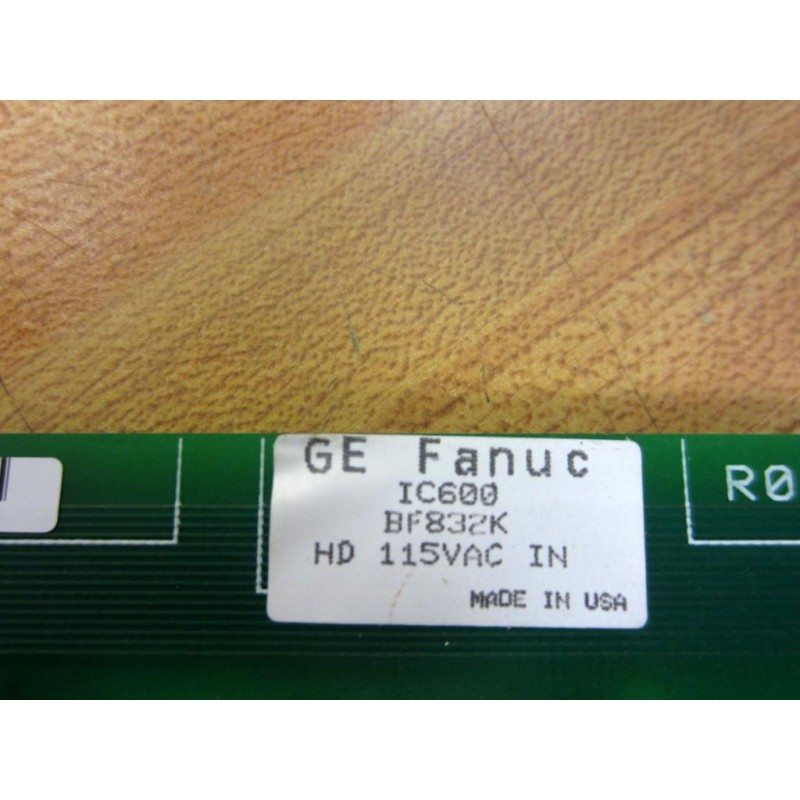 GE Fanuc
IC600
BF832K
HD 115VAC IN
MADE IN USA
R0